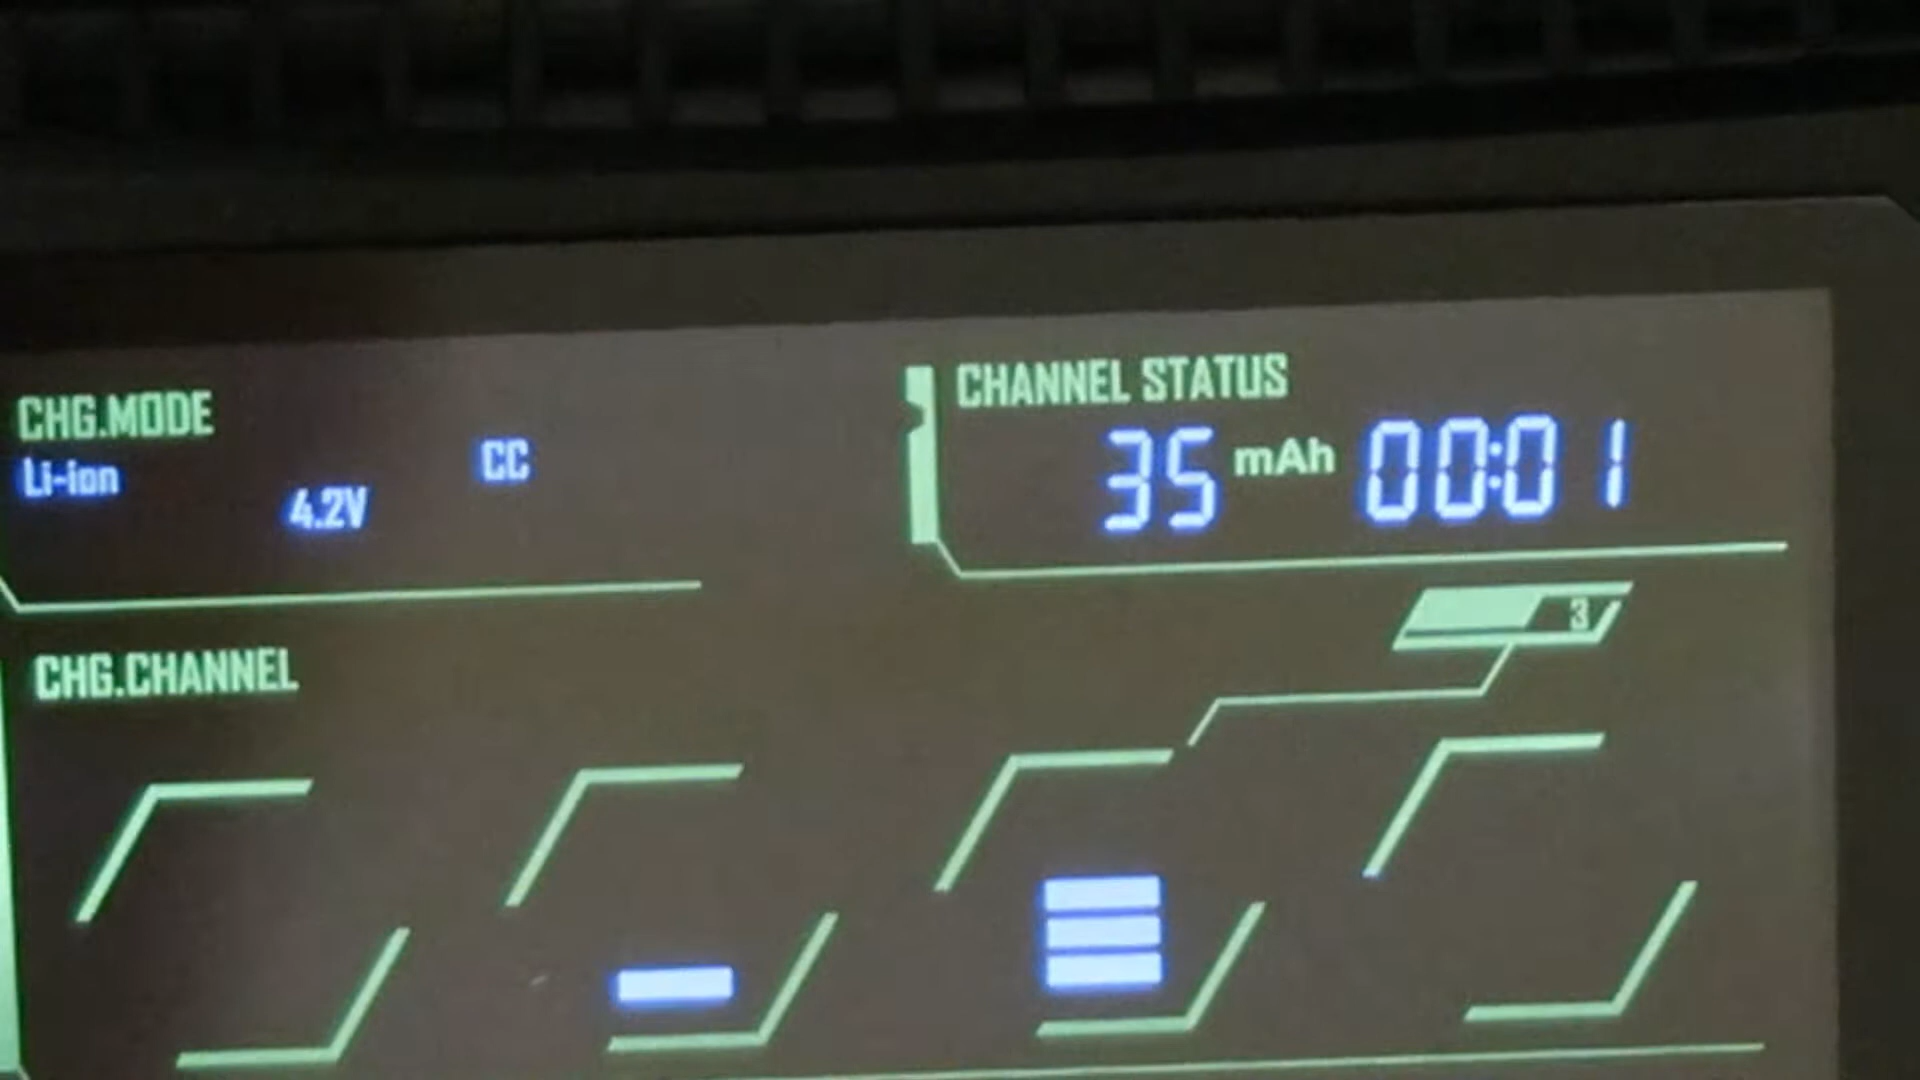 CHG.MODE
Li-ion
4.2V
CC
CHANNEL STATUS
35 mAh 00:01
3
CHG.CHANNEL